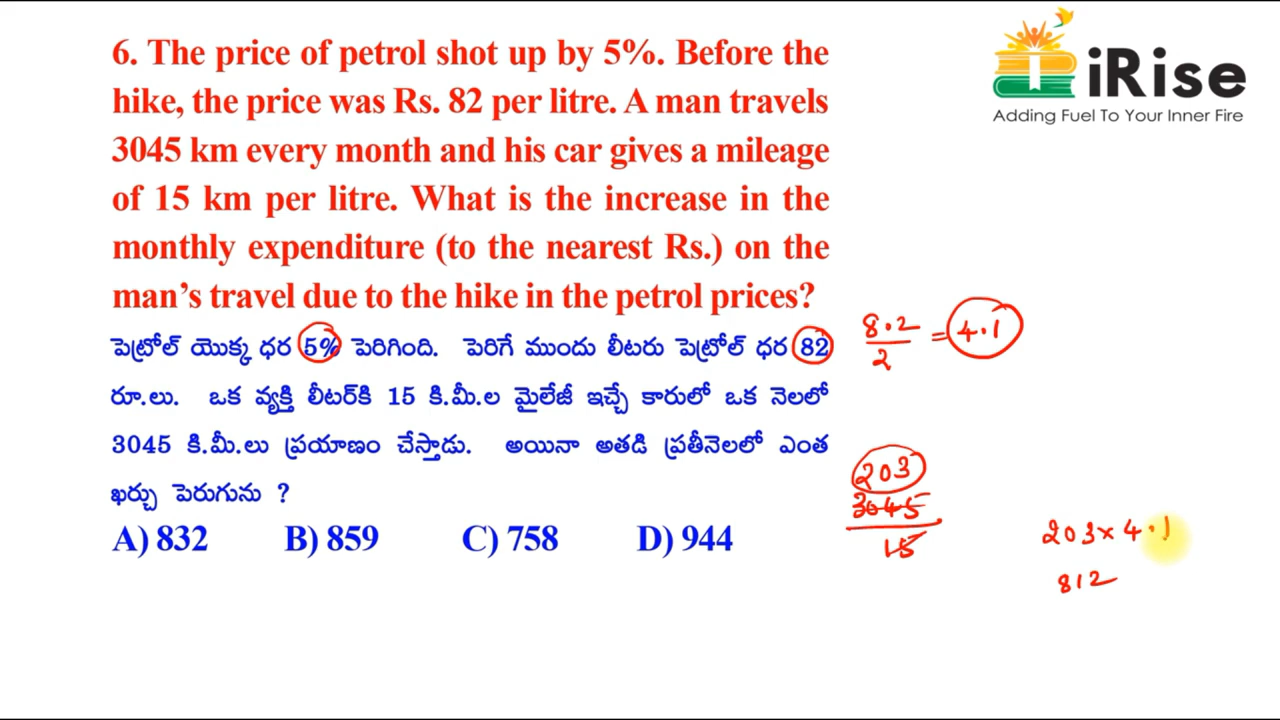 6. The price of petrol shot up by 5%. Before the
hike, the price was Rs. 82 per litre. A man travels
3045 km every month and his car gives a mileage
of 15 km per litre. What is the increase in the
monthly expenditure (to the nearest Rs.) on the
man's travel due to the hike in the petrol prices?
పెట్రోల్ యొక్క ధర 5% పెరిగింది. పెరిగే ముందు లీటరు పెట్రోల్ ధర 82
రూ.లు. ఒక వ్యక్తి లీటర్‌కి 15 కి.మీ.ల మైలేజీ ఇచ్చే కారులో ఒక నెలలో
3045 కి.మీ.లు ప్రయాణం చేస్తాడు. అయినా అతడి ప్రతీనెలలో ఎంత
ఖర్చు పెరుగును ?
A) 832 B) 859 C) 758 D) 944
iRise
Adding Fuel To Your Inner Fire
8.2
2
= 4.1
203
3045
15
203 × 4.1
812